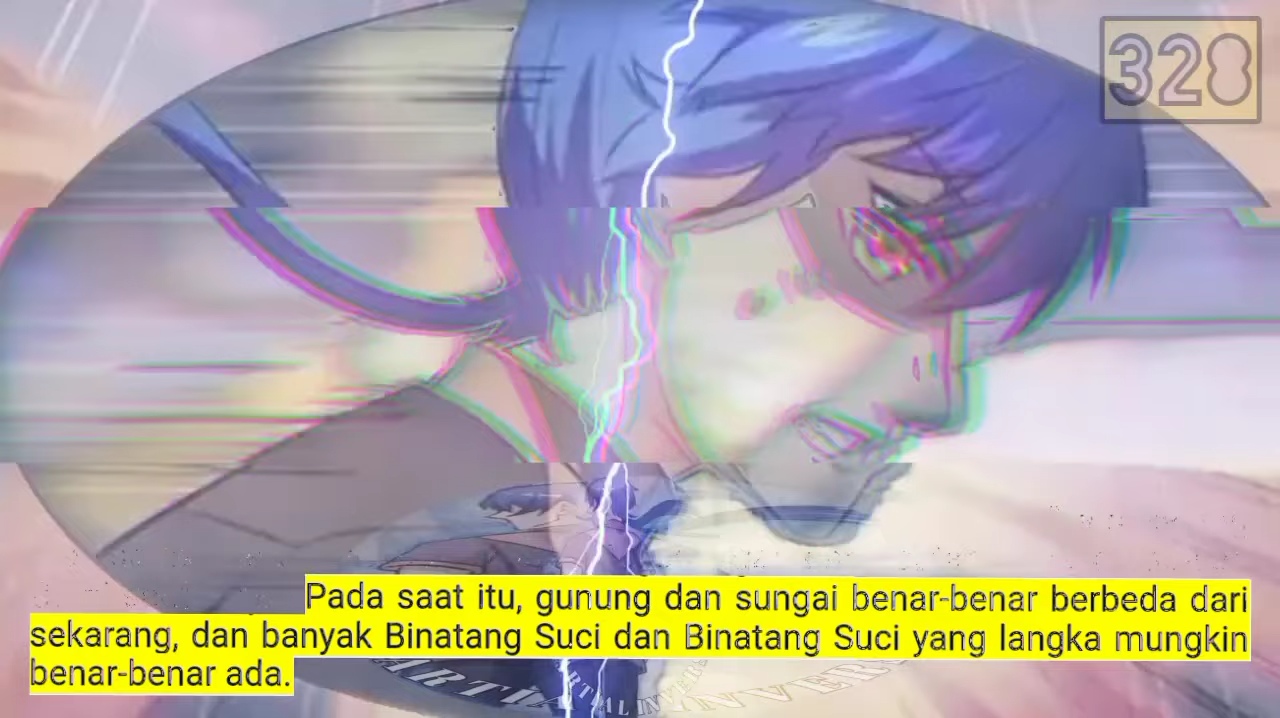 328
Pada saat itu, gunung dan sungai benar-benar berbeda dari
sekarang, dan banyak Binatang Suci dan Binatang Suci yang langka mungkin
benar-benar ada.